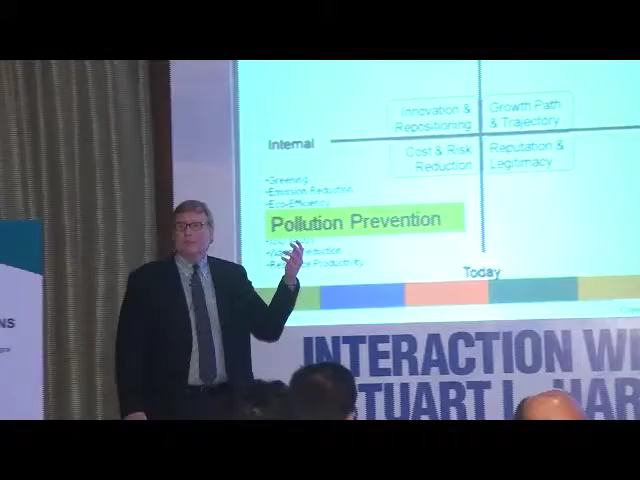 Innovation &
Repositioning
Growth Path
& Trajectory
Internal
Cost & Risk
Reduction
Reputation &
Legitimacy
•Greening
•Emission Reduction
•Eco-Efficiency
Pollution Prevention
Today
INTERACTION WI
STUART L. HAR
NS